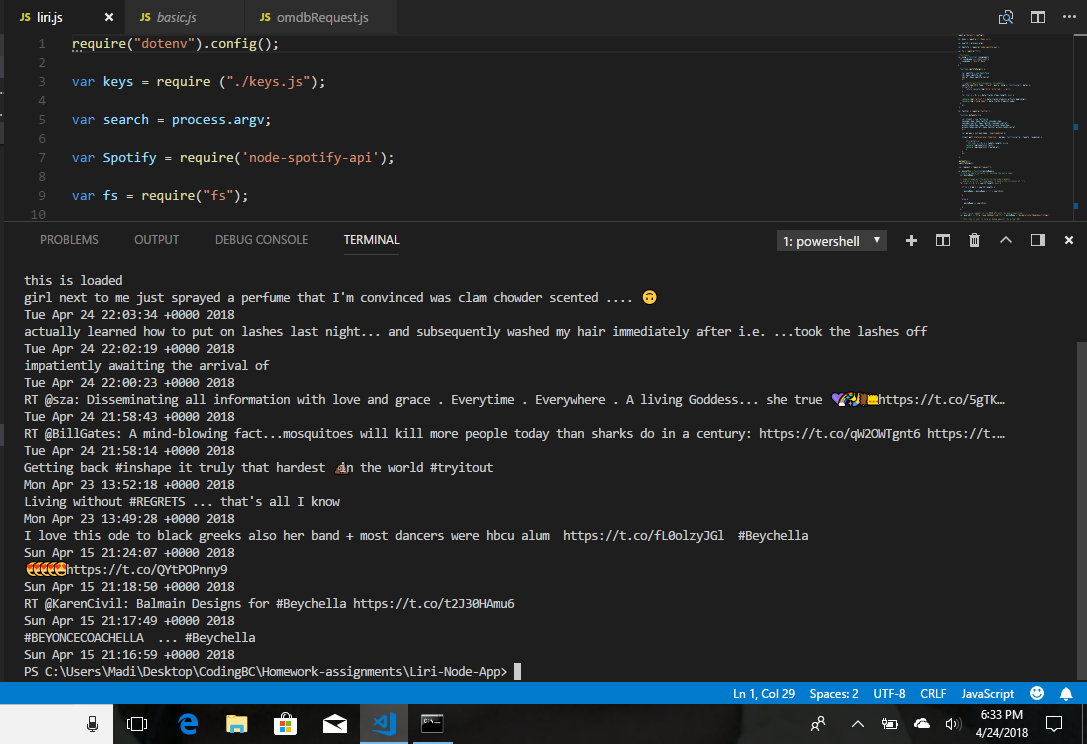 JS liri.js × JS basic.js JS omdbRequest.js
1 require("dotenv").config();
2
3 var keys = require ("./keys.js");
4
5 var search = process.argv;
6
7 var Spotify = require('node-spotify-api');
8
9 var fs = require("fs");
10
PROBLEMS OUTPUT DEBUG CONSOLE TERMINAL 1: powershell
this is loaded
girl next to me just sprayed a perfume that I'm convinced was clam chowder scented .... 🙃
Tue Apr 24 22:03:34 +0000 2018
actually learned how to put on lashes last night... and subsequently washed my hair immediately after i.e. ...took the lashes off
Tue Apr 24 22:02:19 +0000 2018
impatiently awaiting the arrival of
Tue Apr 24 22:00:23 +0000 2018
RT @sza: Disseminating all information with love and grace . Everytime . Everywhere . A living Goddess... she true https://t.co/5gTK…
Tue Apr 24 21:58:43 +0000 2018
RT @BillGates: A mind-blowing fact...mosquitoes will kill more people today than sharks do in a century: https://t.co/qW2OWTgnt6 https://t.…
Tue Apr 24 21:58:14 +0000 2018
Getting back #inshape it truly that hardest in the world #tryitout
Mon Apr 23 13:52:18 +0000 2018
Living without #REGRETS ... that's all I know
Mon Apr 23 13:49:28 +0000 2018
I love this ode to black greeks also her band + most dancers were hbcu alum  https://t.co/fL0olzyJGl  #Beychella
Sun Apr 15 21:24:07 +0000 2018
😍😍😍😍😍https://t.co/QYtPOPnny9
Sun Apr 15 21:18:50 +0000 2018
RT @KarenCivil: Balmain Designs for #Beychella https://t.co/t2J30HAmu6
Sun Apr 15 21:17:49 +0000 2018
#BEYONCECOACHELLA  ... #Beychella
Sun Apr 15 21:16:59 +0000 2018
PS C:\Users\Madi\Desktop\CodingBC\Homework-assignments\Liri-Node-App>
Ln 1, Col 29 Spaces: 2 UTF-8 CRLF JavaScript
6:33 PM
4/24/2018